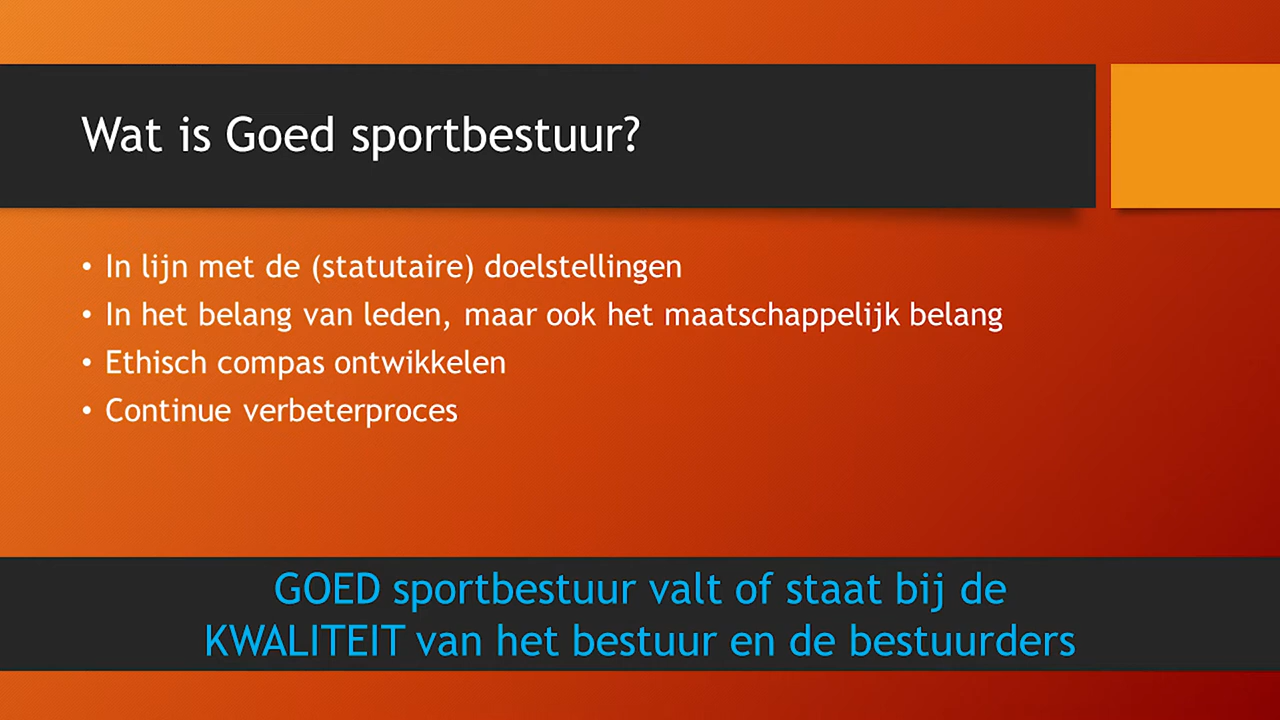 Wat is Goed sportbestuur?
• In lijn met de (statutaire) doelstellingen
• In het belang van leden, maar ook het maatschappelijk belang
• Ethisch compas ontwikkelen
• Continue verbeterproces
GOED sportbestuur valt of staat bij de
KWALITEIT van het bestuur en de bestuurders